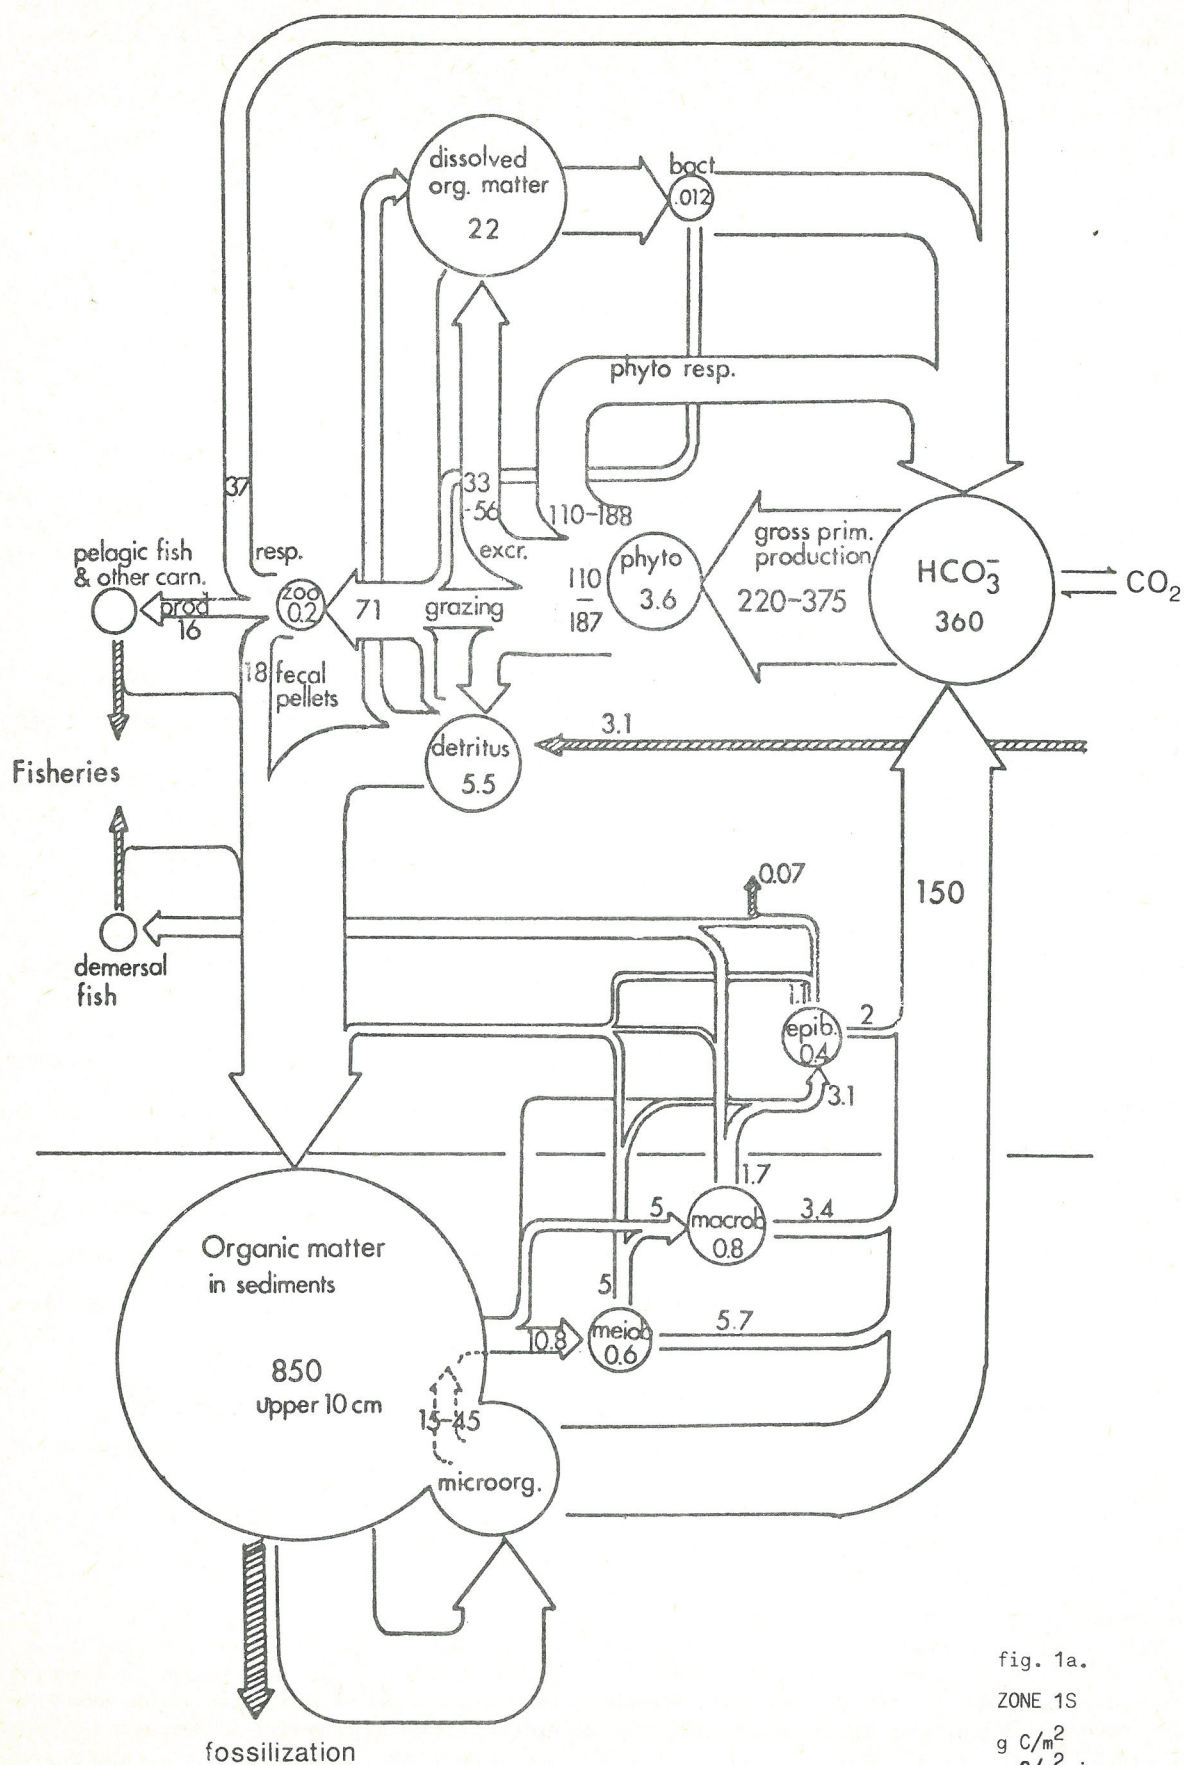 dissolved
org. matter
22
bact.
.012
phyto resp.
37
33
-56
110-188
excr.
resp.
pelagic fish
& other carn.
prod
16
zoo
0.2
71
grazing
110
—
187
phyto
3.6
gross prim.
production
220-375
HCO3-
360
CO2
18
fecal
pellets
detritus
5.5
3.1
Fisheries
0.07
150
demersal
fish
1.1
epib.
0.4
2
3.1
1.7
5
macrob
0.8
3.4
Organic matter
in sediments
850
upper 10 cm
5
10.8
meiob
0.6
5.7
15-45
microorg.
fossilization
fig. 1a.
ZONE 1S
g C/m2